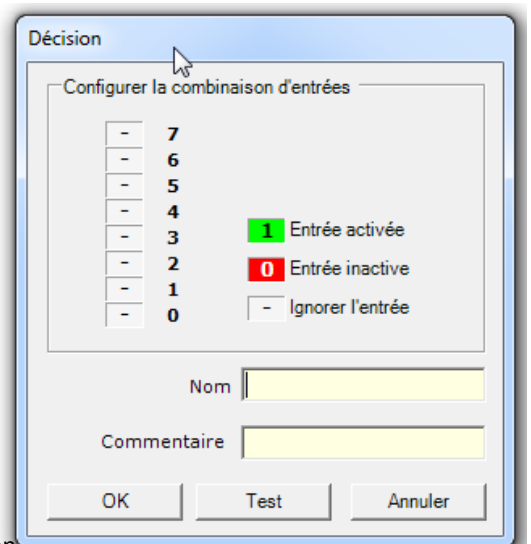 Décision
Configurer la combinaison d'entrées
- 7
- 6
- 5
- 4
- 3
- 2
- 1
- 0
1 Entrée activée
0 Entrée inactive
- Ignorer l'entrée
Nom
Commentaire
OK Test Annuler